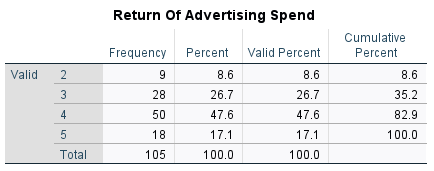 Return Of Advertising Spend
Frequency Percent Valid Percent Cumulative Percent
Valid 2 9 8.6 8.6 8.6
3 28 26.7 26.7 35.2
4 50 47.6 47.6 82.9
5 18 17.1 17.1 100.0
Total 105 100.0 100.0